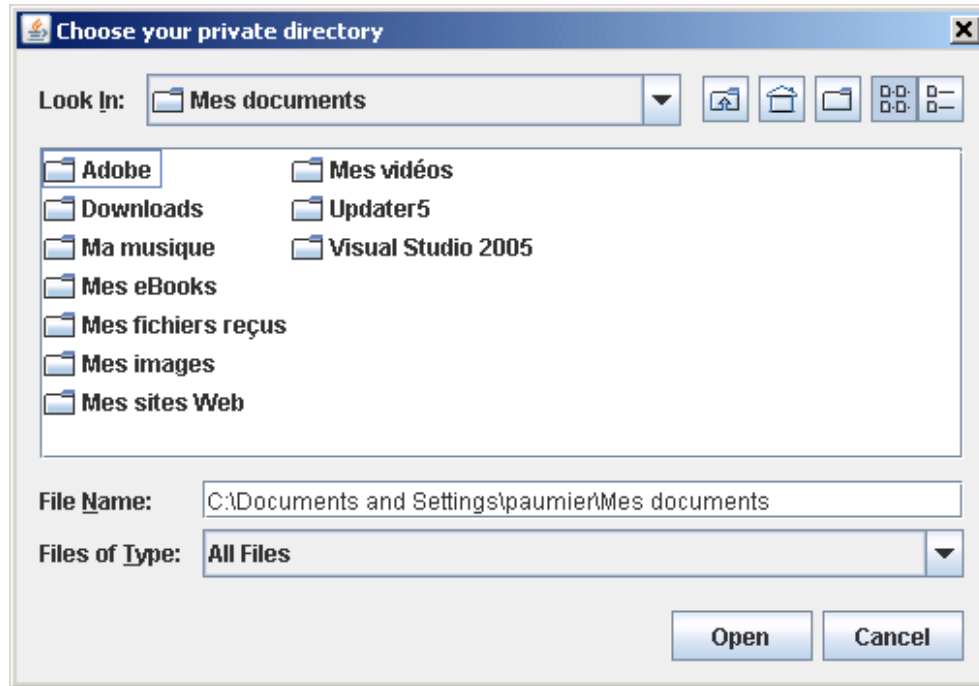 Choose your private directory
Look In: Mes documents
Adobe
Downloads
Ma musique
Mes eBooks
Mes fichiers reçus
Mes images
Mes sites Web
Mes vidéos
Updater5
Visual Studio 2005
File Name: C:\Documents and Settings\paumier\Mes documents
Files of Type: All Files
Open Cancel